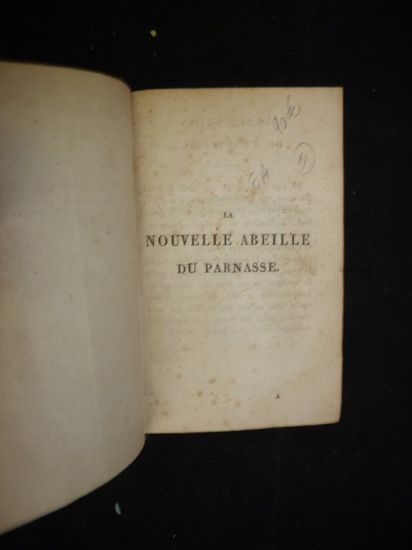 LA
NOUVELLE ABEILLE
DU PARNASSE.
A